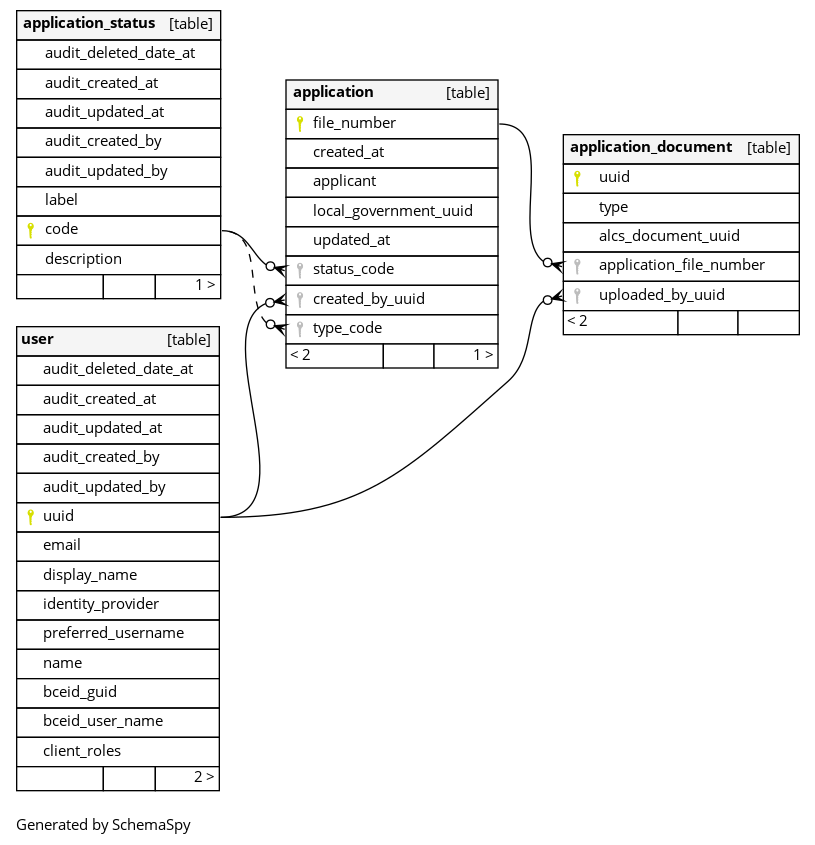 application_status [table]
audit_deleted_date_at
audit_created_at
audit_updated_at
audit_created_by
audit_updated_by
label
code
description
1 >
user [table]
audit_deleted_date_at
audit_created_at
audit_updated_at
audit_created_by
audit_updated_by
uuid
email
display_name
identity_provider
preferred_username
name
bceid_guid
bceid_user_name
client_roles
2 >
application [table]
file_number
created_at
applicant
local_government_uuid
updated_at
status_code
created_by_uuid
type_code
< 2 1 >
application_document [table]
uuid
type
alcs_document_uuid
application_file_number
uploaded_by_uuid
< 2
Generated by SchemaSpy